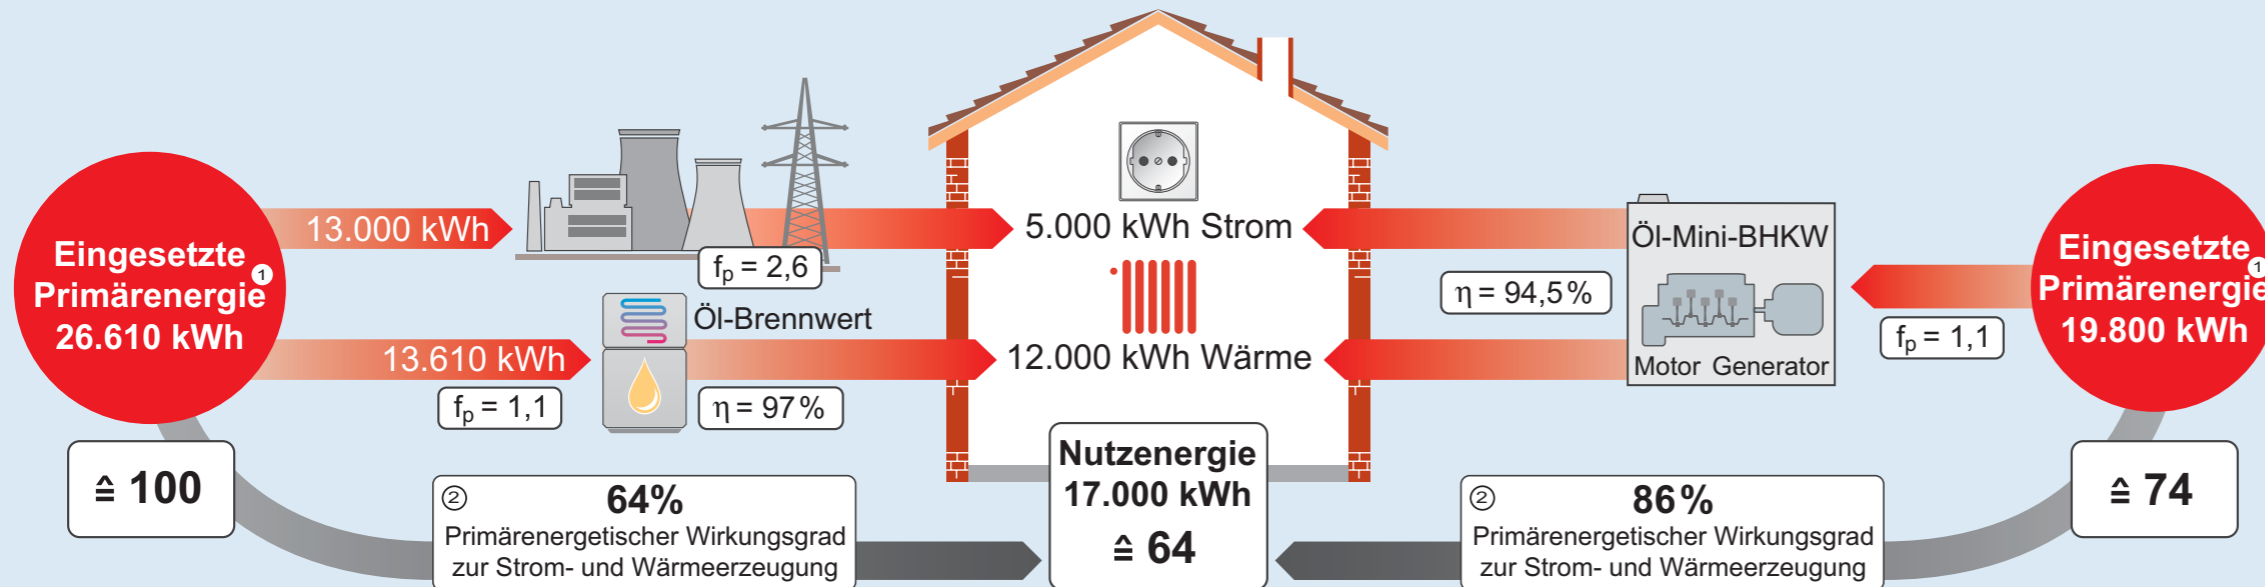 Eingesetzte
Primärenergie ①
26.610 kWh
≙ 100
13.000 kWh
fp = 2,6
13.610 kWh
fp = 1,1
Öl-Brennwert
η = 97 %
② 64%
Primärenergetischer Wirkungsgrad
zur Strom- und Wärmeerzeugung
5.000 kWh Strom
12.000 kWh Wärme
Nutzenergie
17.000 kWh
≙ 64
Öl-Mini-BHKW
Motor Generator
η = 94,5 %
fp = 1,1
② 86%
Primärenergetischer Wirkungsgrad
zur Strom- und Wärmeerzeugung
Eingesetzte
Primärenergie ①
19.800 kWh
≙ 74